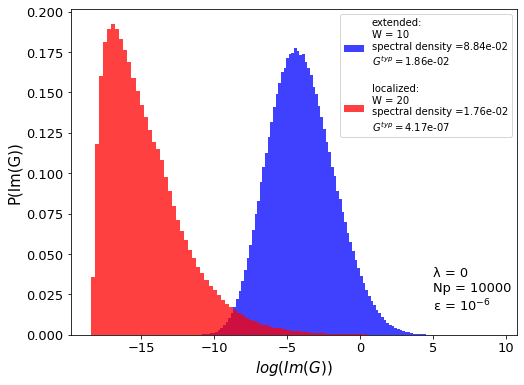 0.200
0.175
0.150
0.125
0.100
0.075
0.050
0.025
0.000
P(Im(G))
extended:
W = 10
spectral density =8.84e-02
G^{typ} = 1.86e-02
localized:
W = 20
spectral density =1.76e-02
G^{typ} = 4.17e-07
λ = 0
Np = 10000
ε = 10⁻⁶
−15 −10 −5 0 5 10
log(Im(G))